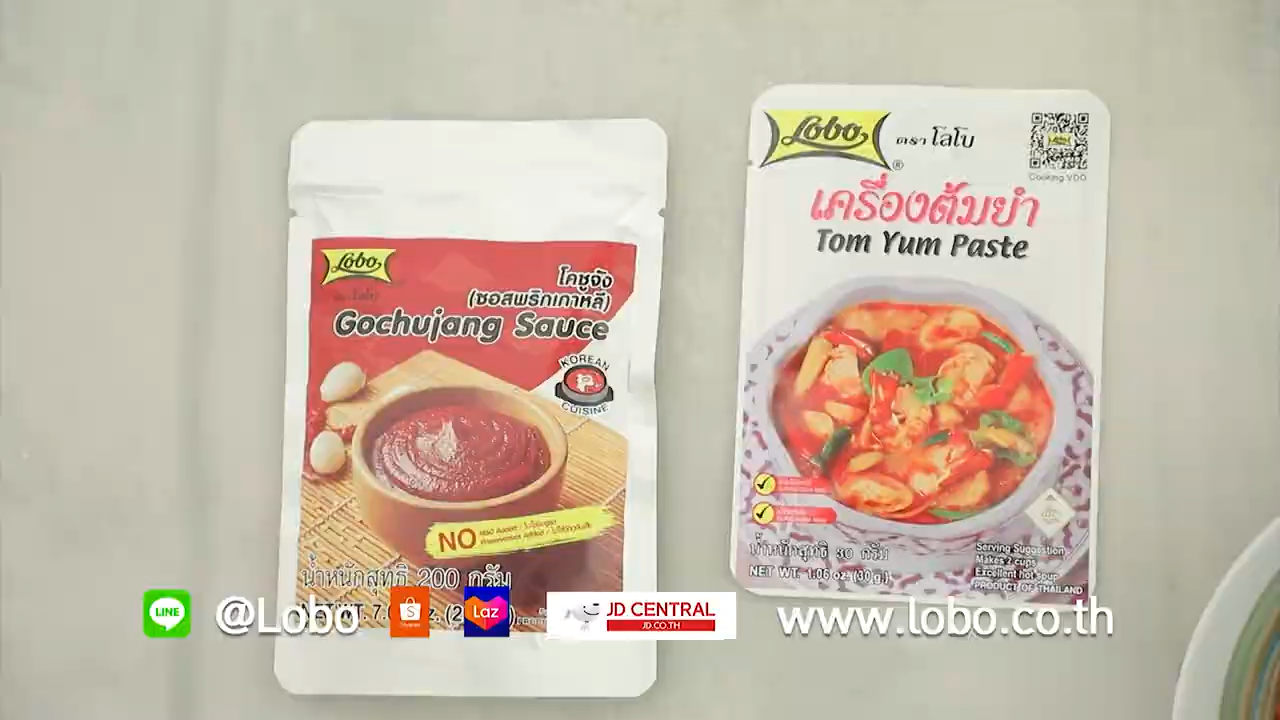 Lobo
โคชูจัง
(ซอสพริกเกาหลี)
Gochujang Sauce
KOREAN
CUISINE
NO
น้ำหนักสุทธิ 200 กรัม
Lobo
®
ตรา โลโบ
Cooking VDO
เครื่องต้มยำ
Tom Yum Paste
น้ำหนักสุทธิ 30 กรัม
NET WT. 1.06 oz. (30 g.)
Serving Suggestion
Makes 2 cups
Excellent hot soup
PRODUCT OF THAILAND
LINE
@Lobo
Laz
JD CENTRAL
JD.CO.TH
www.lobo.co.th